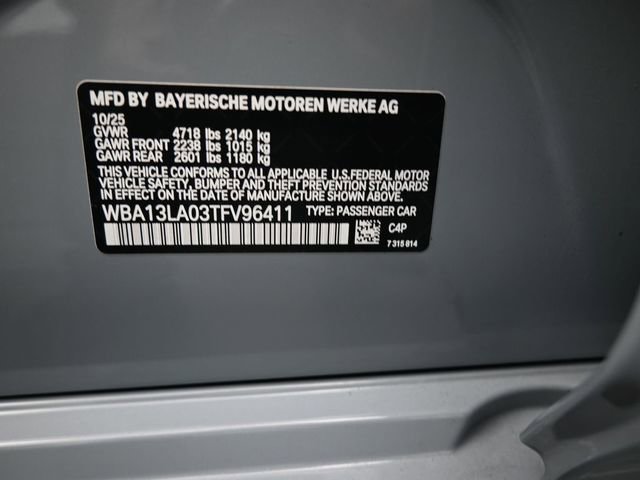 MFD BY BAYERISCHE MOTOREN WERKE AG
10/25
GVWR 4718 lbs 2140 kg
GAWR FRONT 2238 lbs 1015 kg
GAWR REAR 2601 lbs 1180 kg
THIS VEHICLE CONFORMS TO ALL APPLICABLE U.S.FEDERAL MOTOR
VEHICLE SAFETY, BUMPER AND THEFT PREVENTION STANDARDS
IN EFFECT ON THE DATE OF MANUFACTURE SHOWN ABOVE.
WBA13LA03TFV96411 TYPE: PASSENGER CAR
C4P
7 315 814